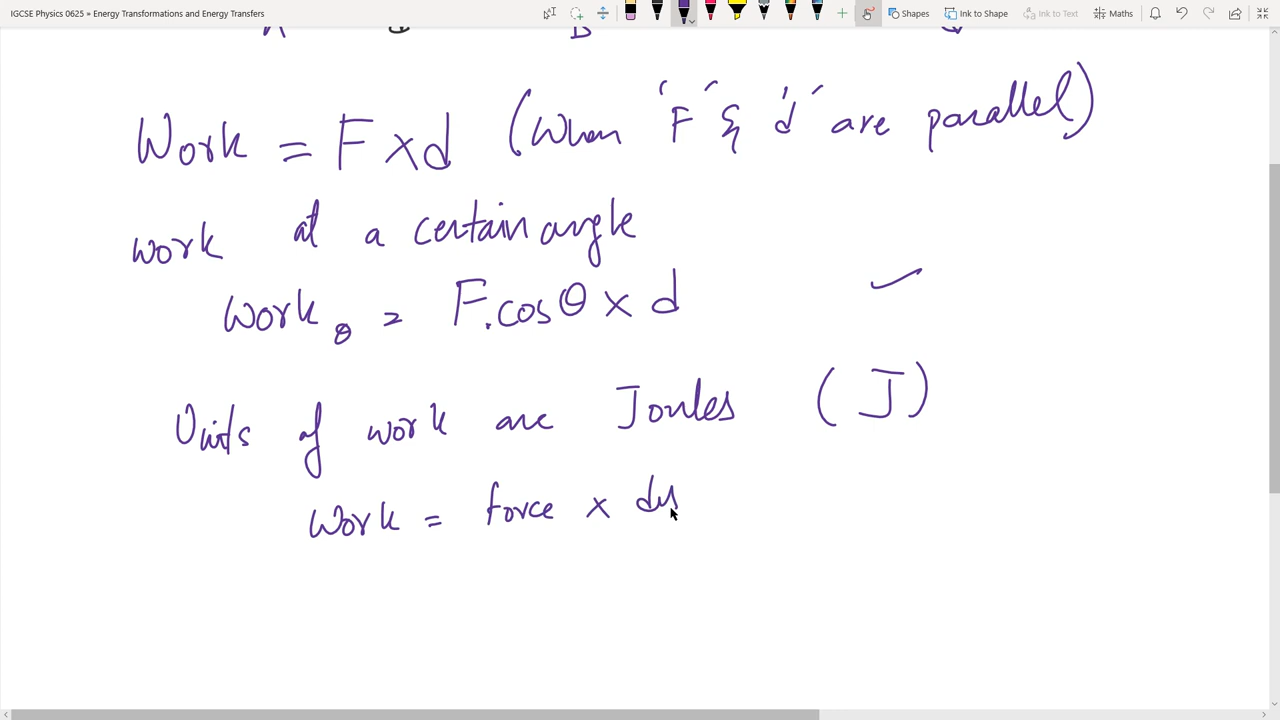 IGCSE Physics 0625 » Energy Transformations and Energy Transfers
Shapes Ink to Shape Ink to Text Maths
Work = F × d (When 'F' & 'd' are parallel)
work at a certain angle
Work θ = F.cosθ × d
Units of work are Joules (J)
Work = force × dis